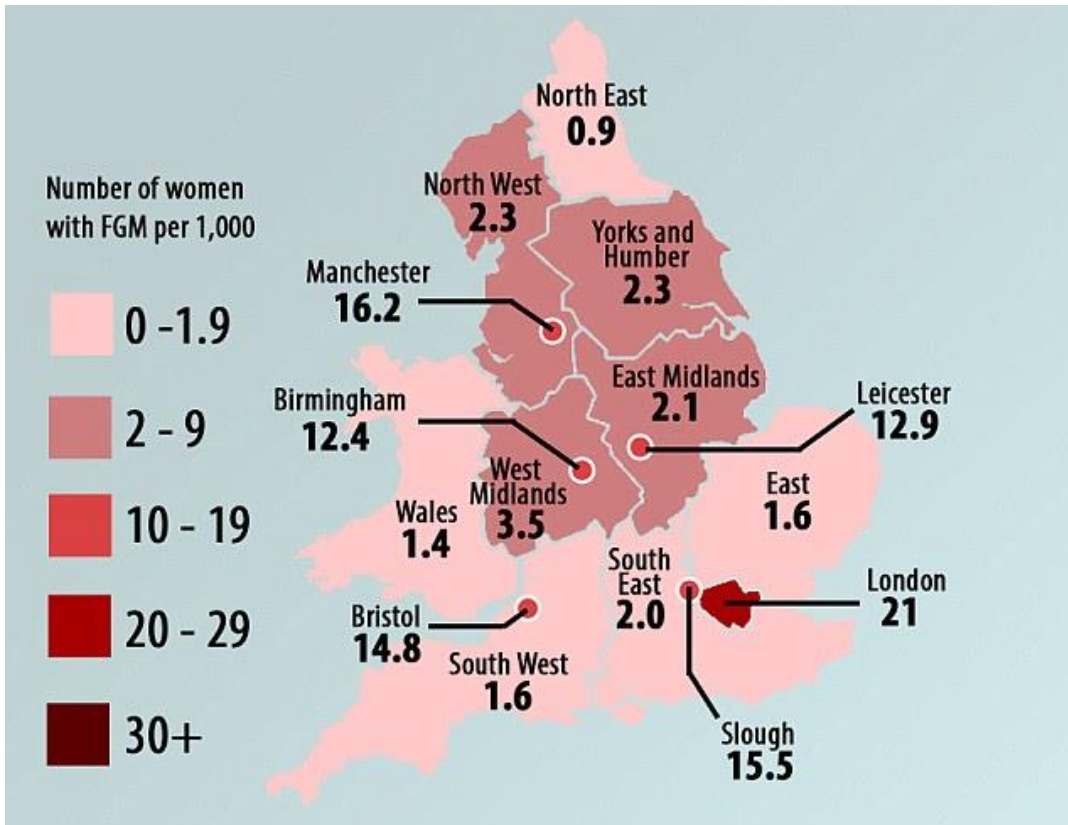 Number of women
with FGM per 1,000
0 -1.9
2 - 9
10 - 19
20 - 29
30+
North East
0.9
North West
2.3
Yorks and
Humber
2.3
Manchester
16.2
East Midlands
2.1
Birmingham
12.4
Leicester
12.9
West
Midlands
3.5
Wales
1.4
East
1.6
South
East
2.0
London
21
Bristol
14.8
South West
1.6
Slough
15.5